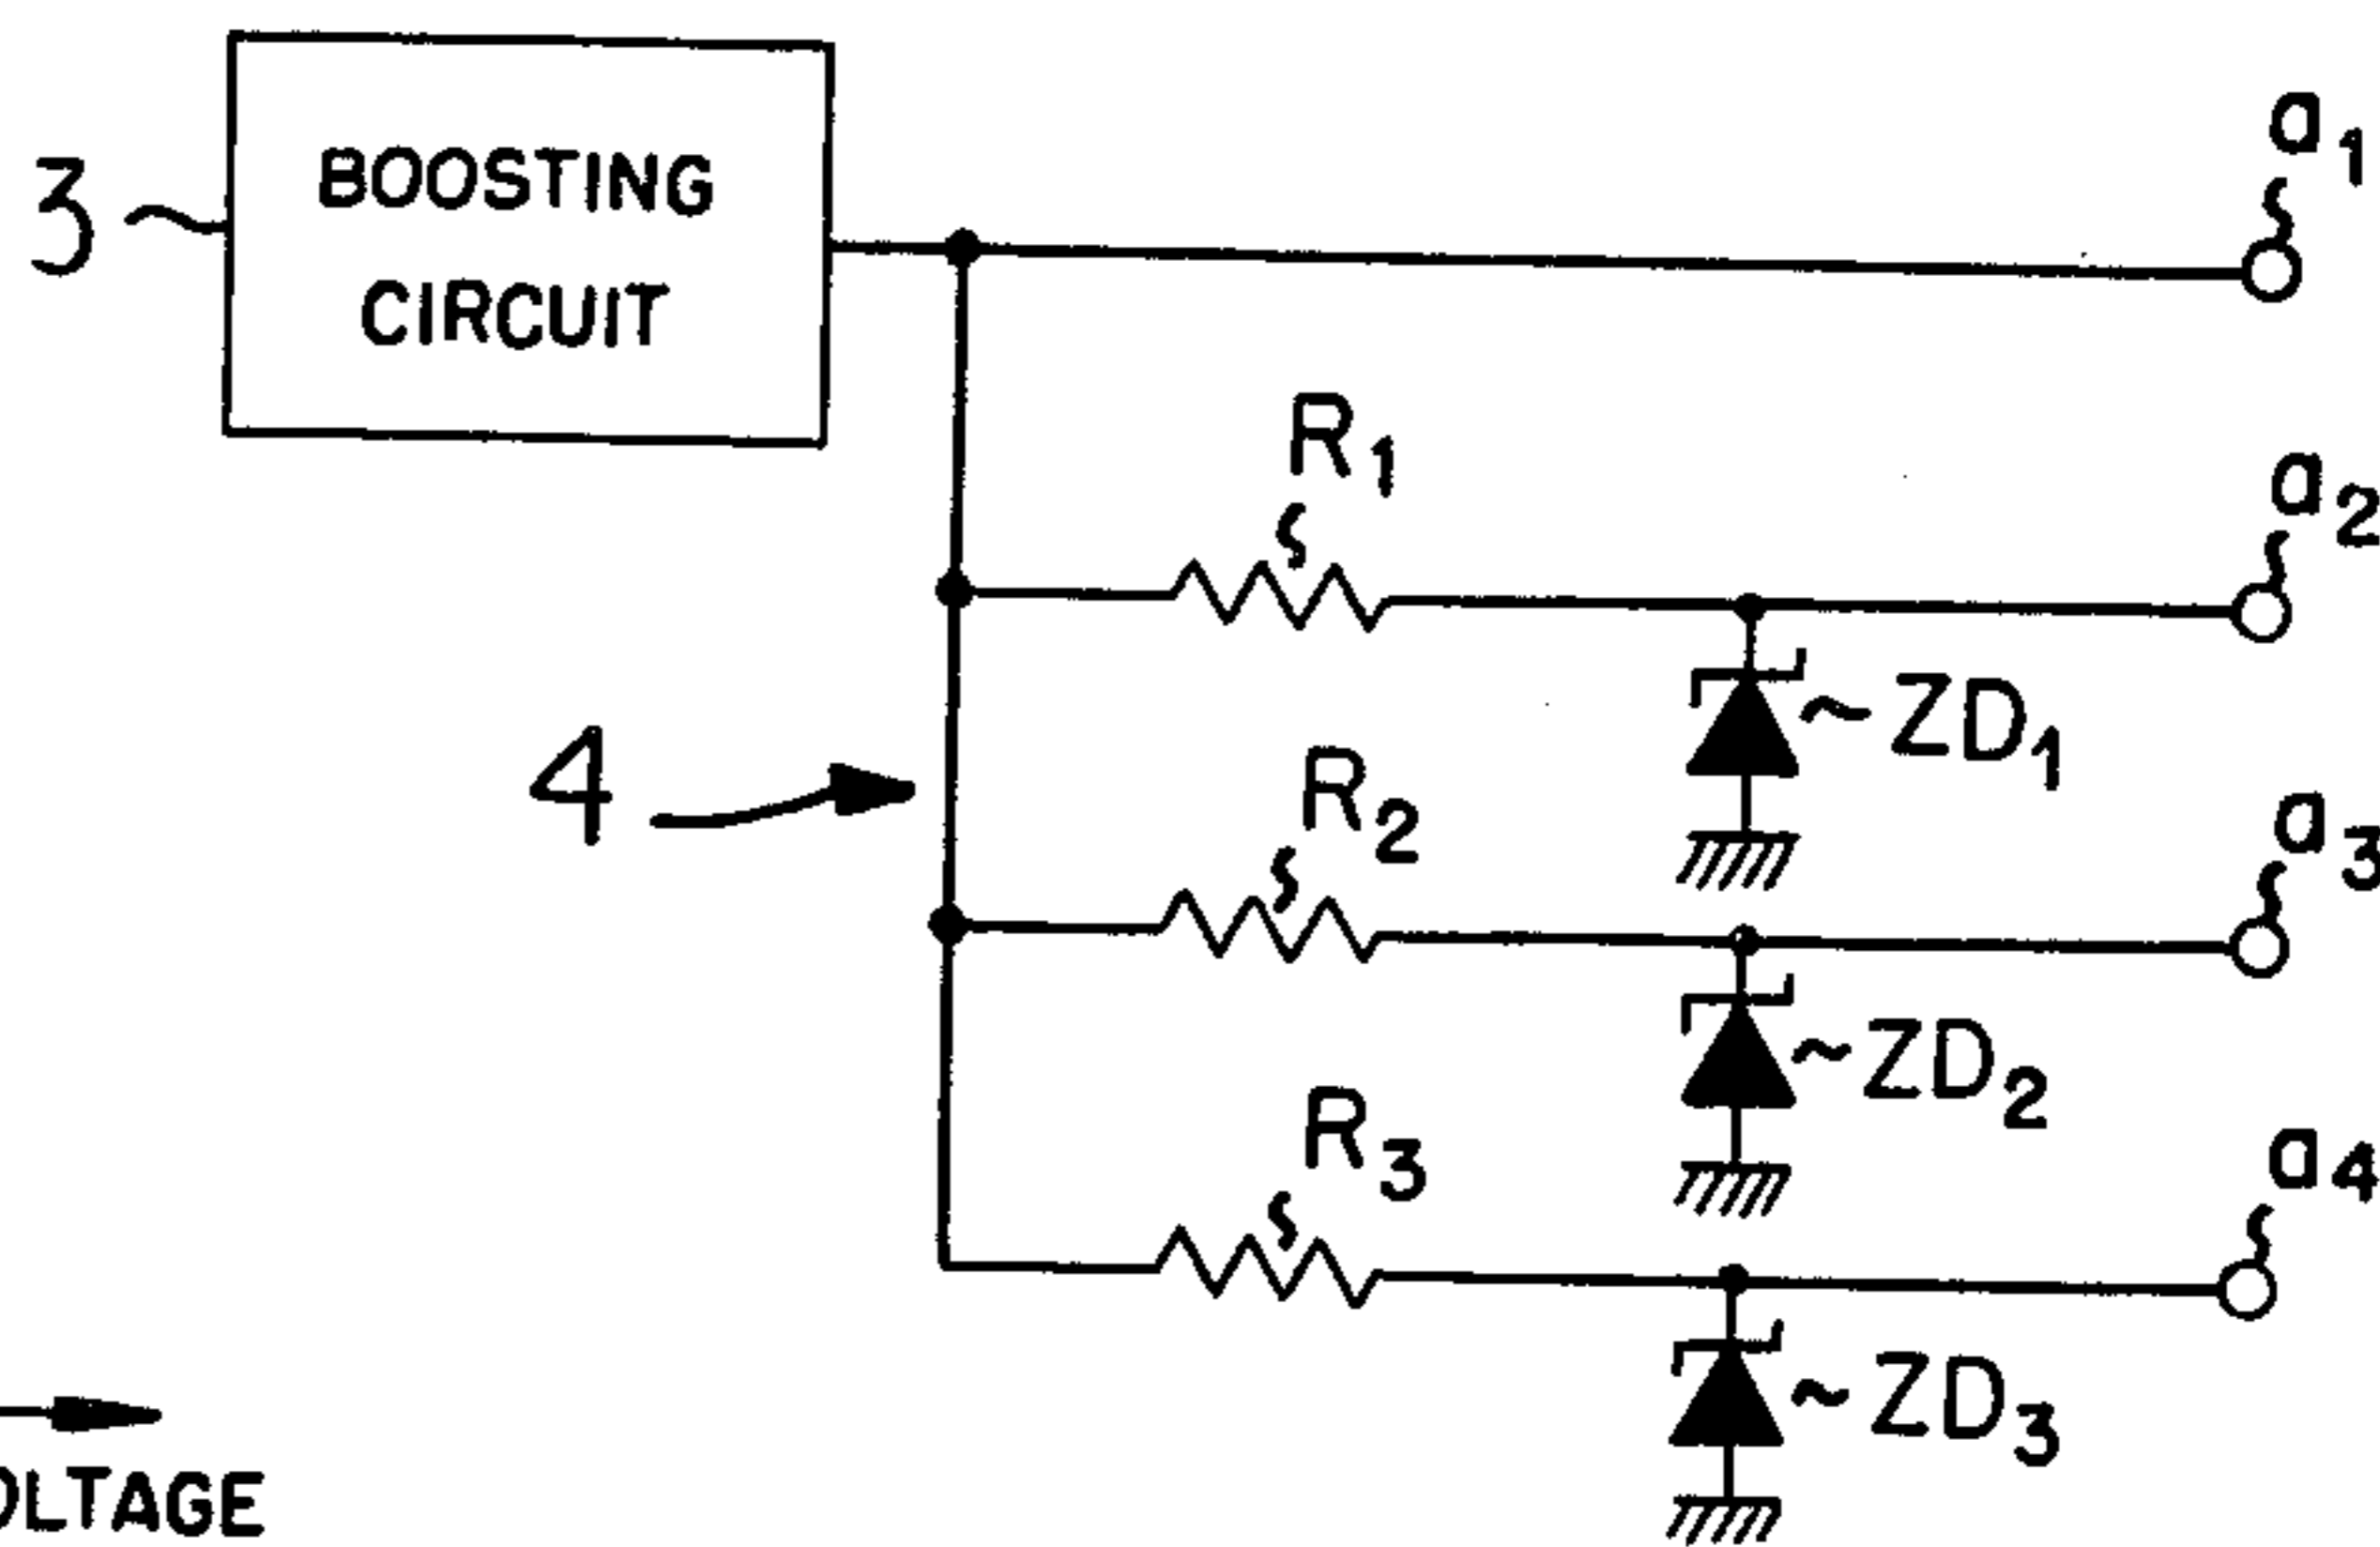 3
BOOSTING
CIRCUIT
a1
R1
a2
ZD1
4
R2
a3
ZD2
R3
a4
ZD3
OLTAGE